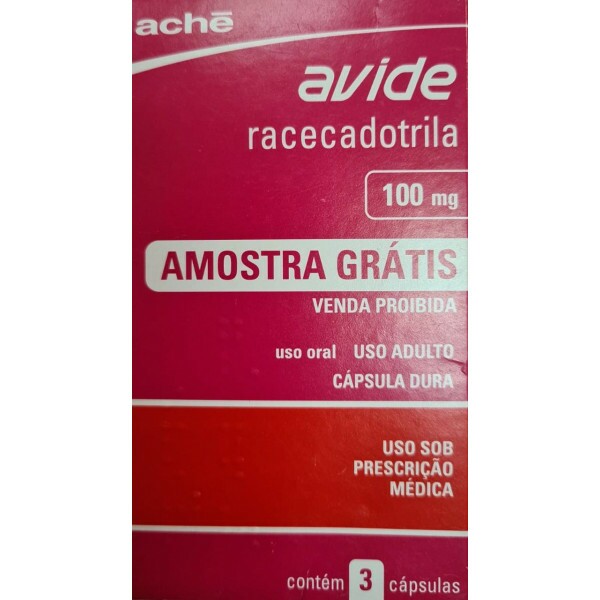 achē
avide
racecadotrila
100 mg
AMOSTRA GRÁTIS
VENDA PROIBIDA
uso oral USO ADULTO
CÁPSULA DURA
USO SOB
PRESCRIÇÃO
MÉDICA
contém 3 cápsulas